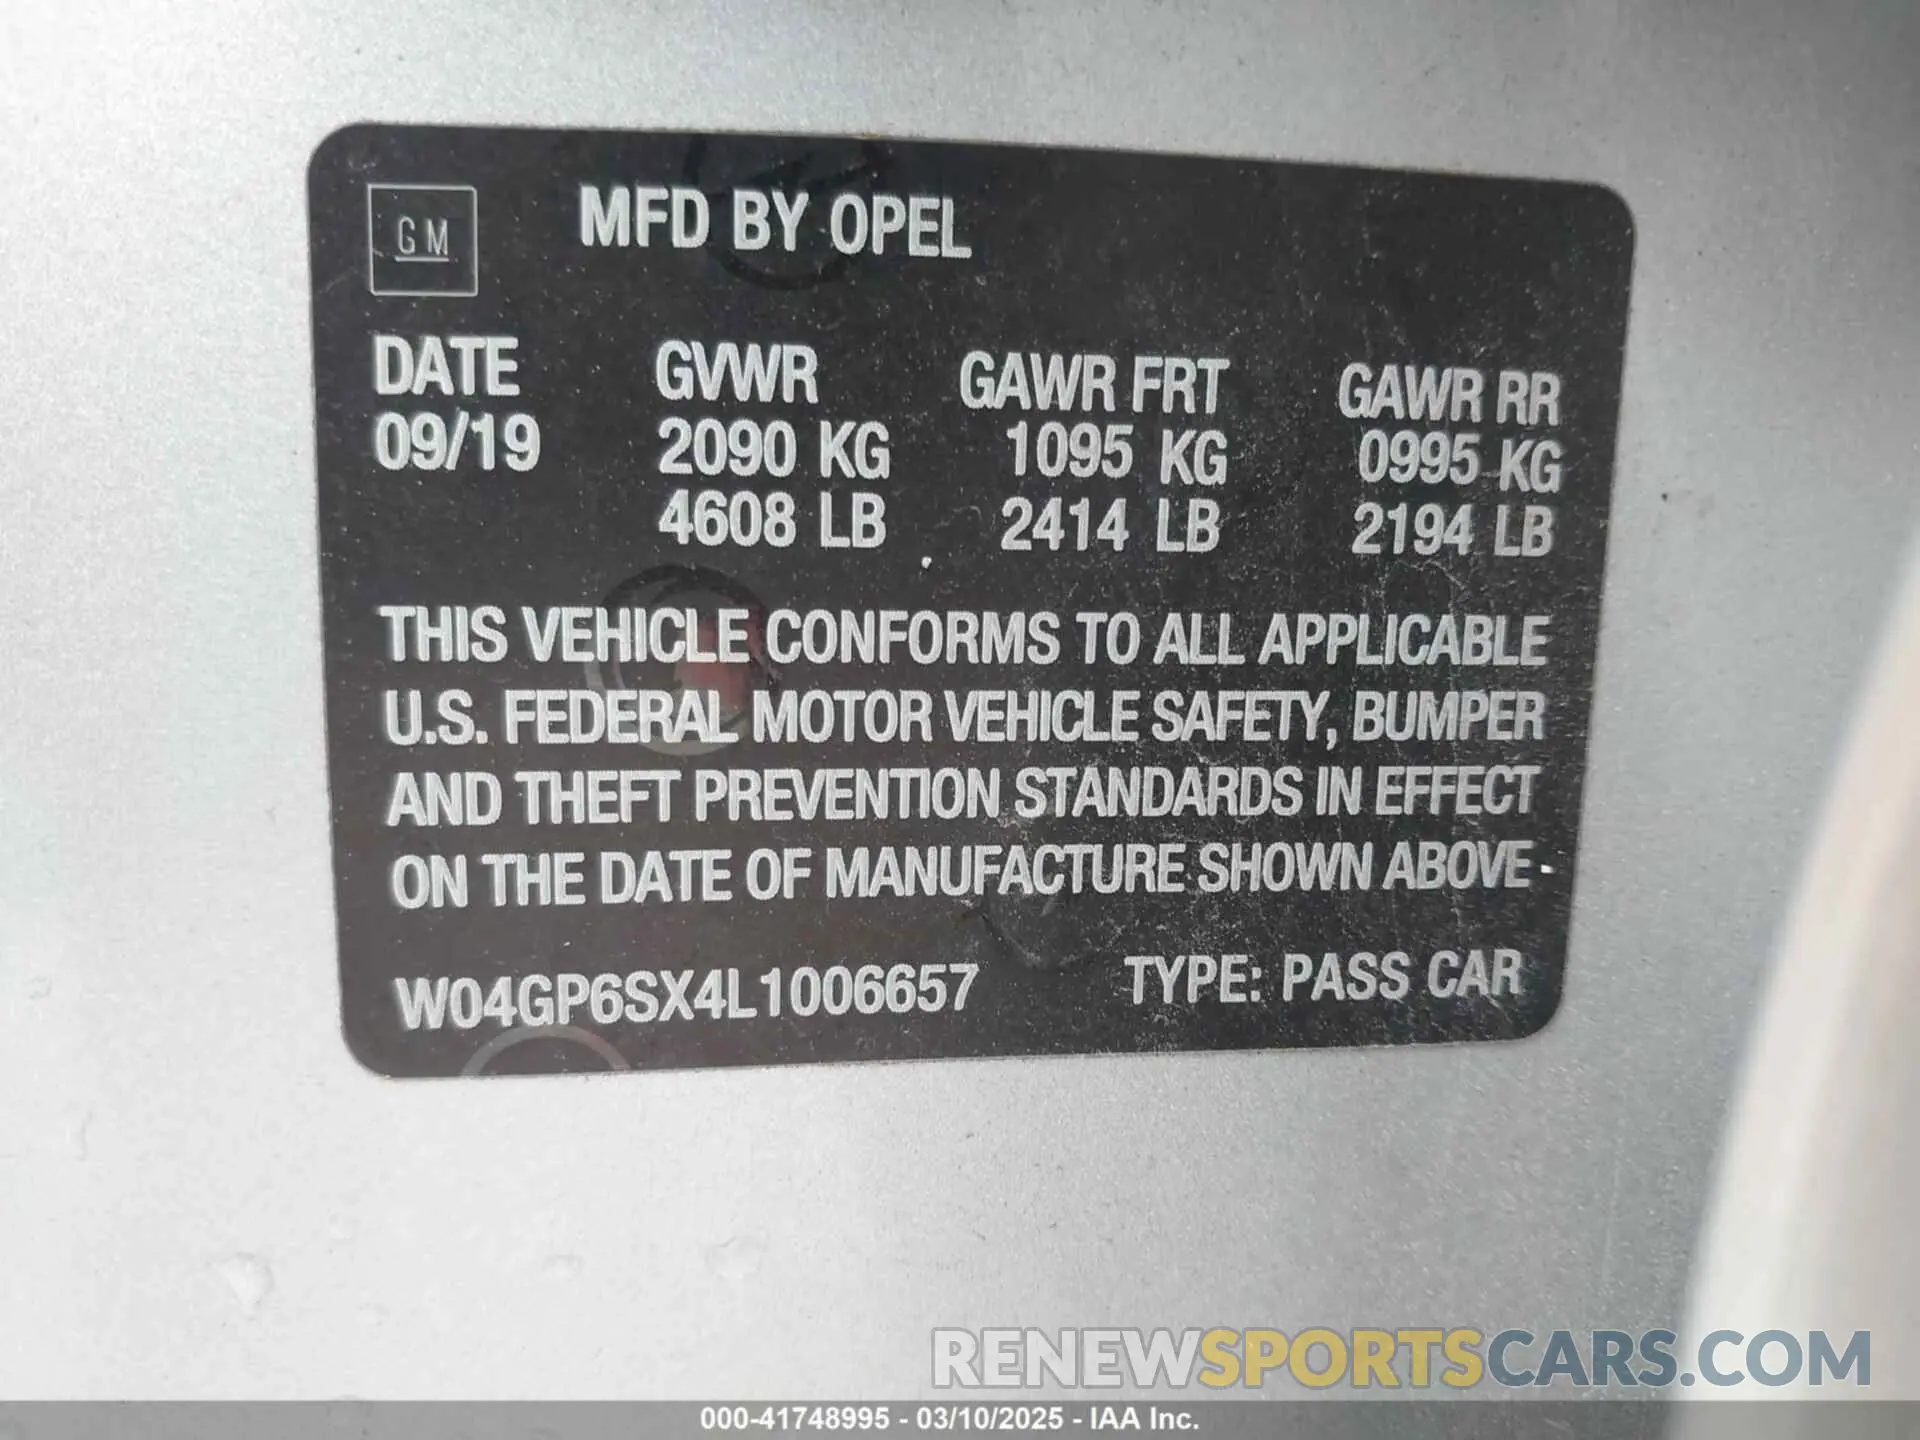 GM
MFD BY OPEL
DATE GVWR GAWR FRT GAWR RR
09/19 2090 KG 1095 KG 0995 KG
4608 LB 2414 LB 2194 LB
THIS VEHICLE CONFORMS TO ALL APPLICABLE
U.S. FEDERAL MOTOR VEHICLE SAFETY, BUMPER
AND THEFT PREVENTION STANDARDS IN EFFECT
ON THE DATE OF MANUFACTURE SHOWN ABOVE.
W04GP6SX4L1006657 TYPE: PASS CAR
RENEWSPORTSCARS.COM
000-41748995 - 03/10/2025 - IAA Inc.